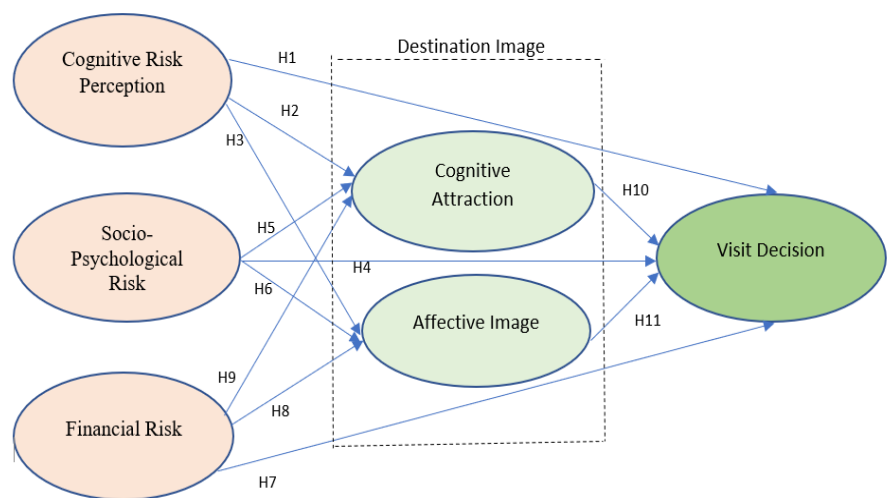 Destination Image
Cognitive Risk
Perception
H1
H2
H3
Cognitive
Attraction
H10
Socio-
Psychological
Risk
H5
H4
H6
Visit Decision
Affective Image
H11
H9
H8
Financial Risk
H7